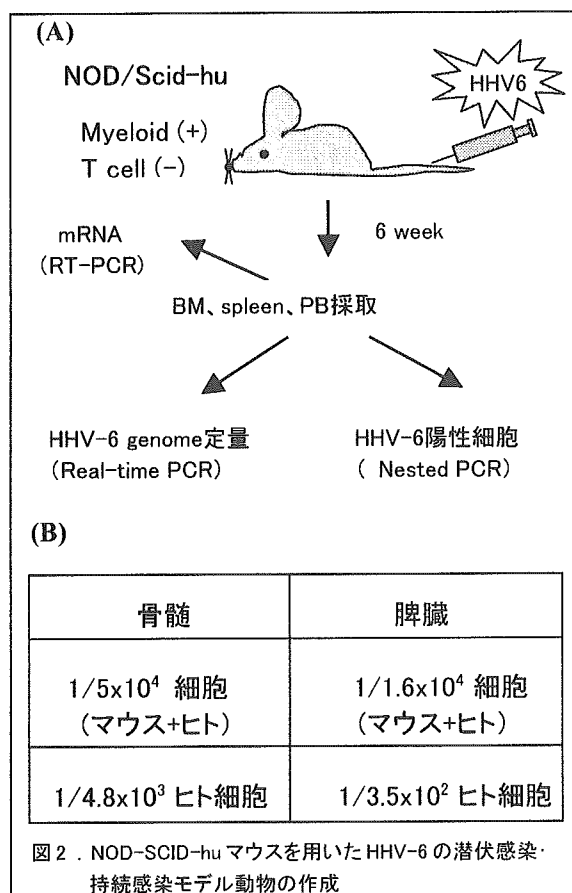 (A)
NOD/Scid-hu
HHV6
Myeloid (+)
T cell (-)
mRNA
(RT-PCR)
6 week
BM、spleen、PB採取
HHV-6 genome定量
(Real-time PCR)
HHV-6陽性細胞
( Nested PCR)
(B)
骨髄
脾臓
1/5x10⁴ 細胞
(マウス+ヒト)
1/1.6x10⁴ 細胞
(マウス+ヒト)
1/4.8x10³ ヒト細胞
1/3.5x10² ヒト細胞
図２．NOD-SCID-hu マウスを用いた HHV-6 の潜伏感染・
持続感染モデル動物の作成